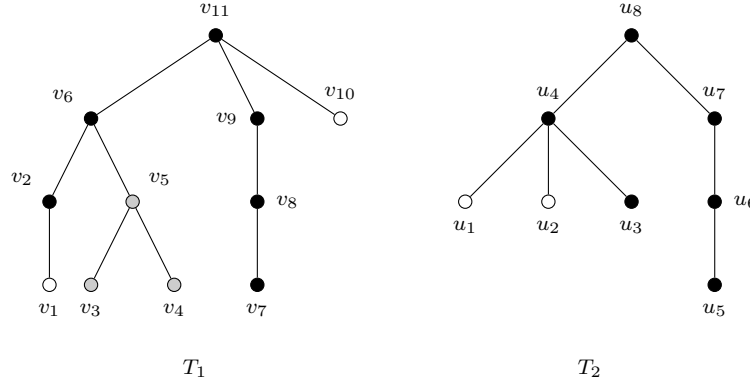 v₁₁ u₈
v₆ v₉ v₁₀ u₄ u₇
v₂ v₅ v₈ u₁ u₂ u₃ u₆
v₁ v₃ v₄ v₇ u₅
T₁ T₂